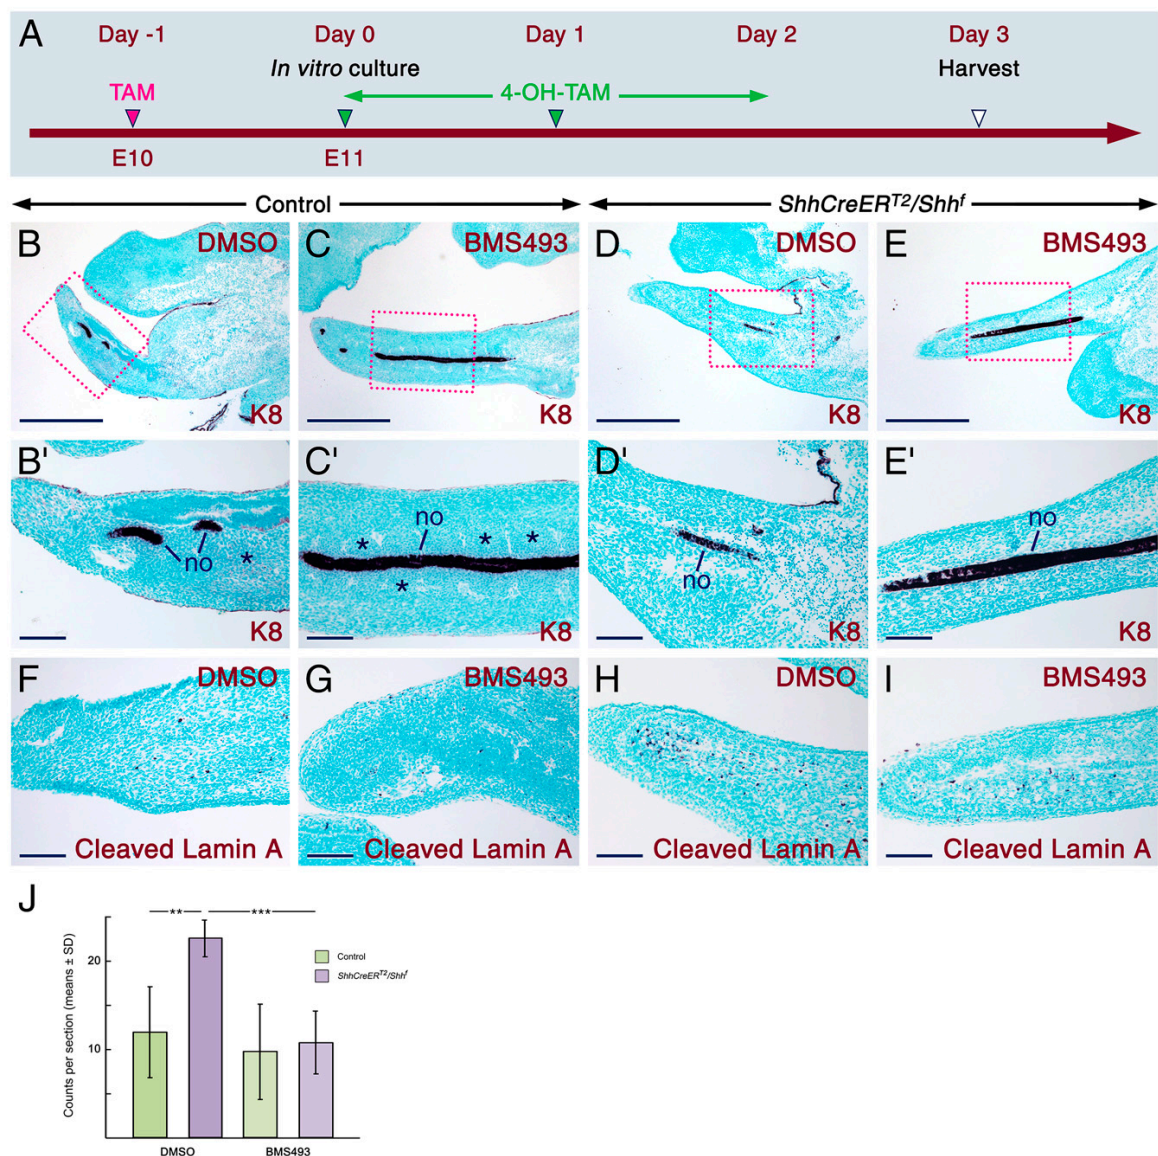 A
Day -1 Day 0 Day 1 Day 2 Day 3
In vitro culture Harvest
TAM 4-OH-TAM
E10 E11
Control ShhCreERT2/Shhf
B DMSO C BMS493 D DMSO E BMS493
K8 K8 K8 K8
B' C' D' E'
no * no * * * no no
K8 K8 K8 K8
F DMSO G BMS493 H DMSO I BMS493
Cleaved Lamin A Cleaved Lamin A Cleaved Lamin A Cleaved Lamin A
J
** ***
Counts per section (means ± SD)
20
10
Control
ShhCreERT2/Shhf
DMSO BMS493